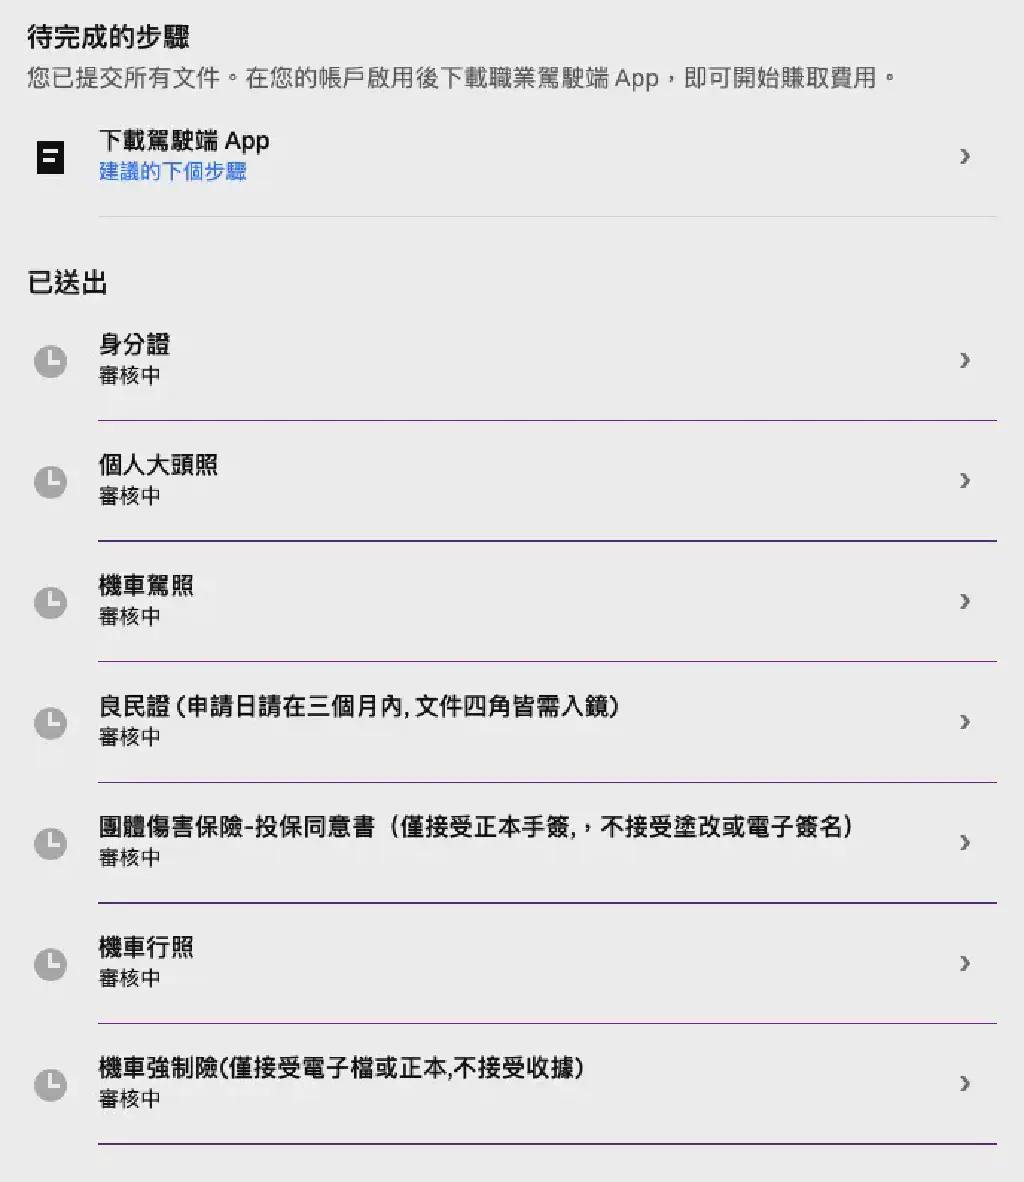 待完成的步驟
您已提交所有文件。在您的帳戶啟用後下載職業駕駛端 App，即可開始賺取費用。
下載駕駛端 App
建議的下個步驟
已送出
身分證
審核中
個人大頭照
審核中
機車駕照
審核中
良民證 (申請日請在三個月內, 文件四角皆需入鏡)
審核中
團體傷害保險-投保同意書（僅接受正本手簽,，不接受塗改或電子簽名）
審核中
機車行照
審核中
機車強制險(僅接受電子檔或正本,不接受收據)
審核中